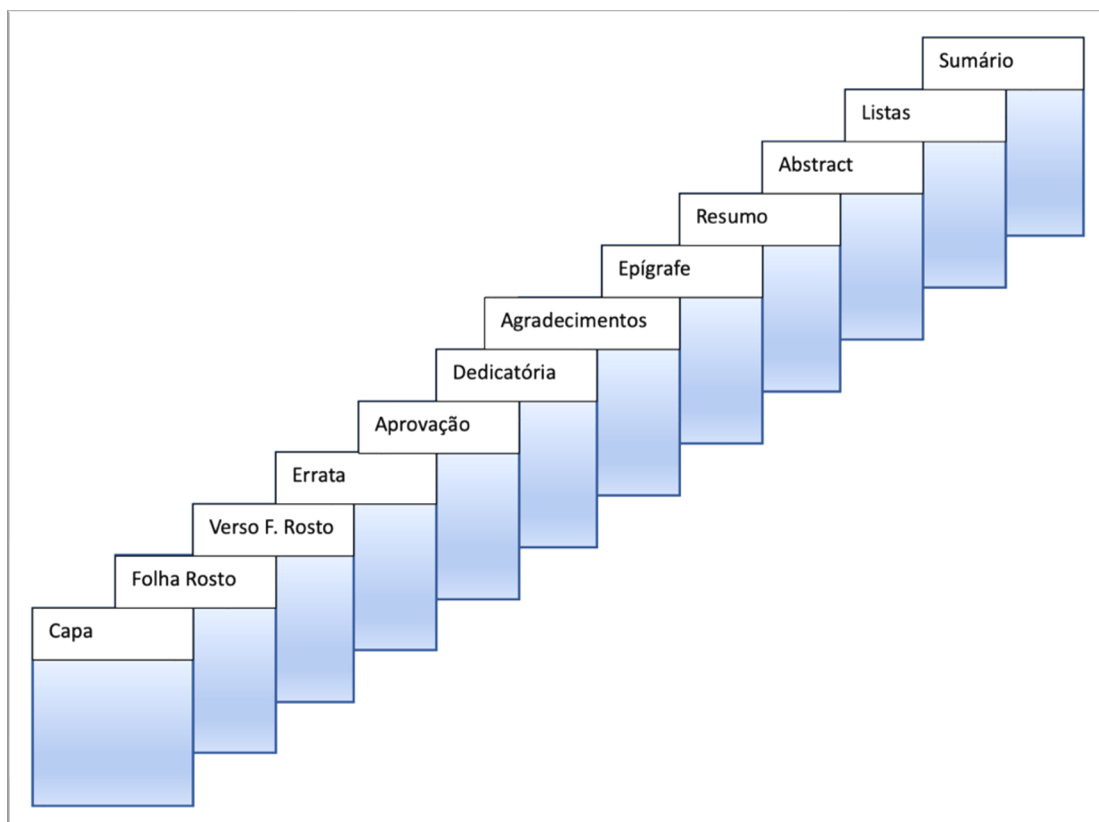 Sumário
Listas
Abstract
Resumo
Epígrafe
Agradecimentos
Dedicatória
Aprovação
Errata
Verso F. Rosto
Folha Rosto
Capa